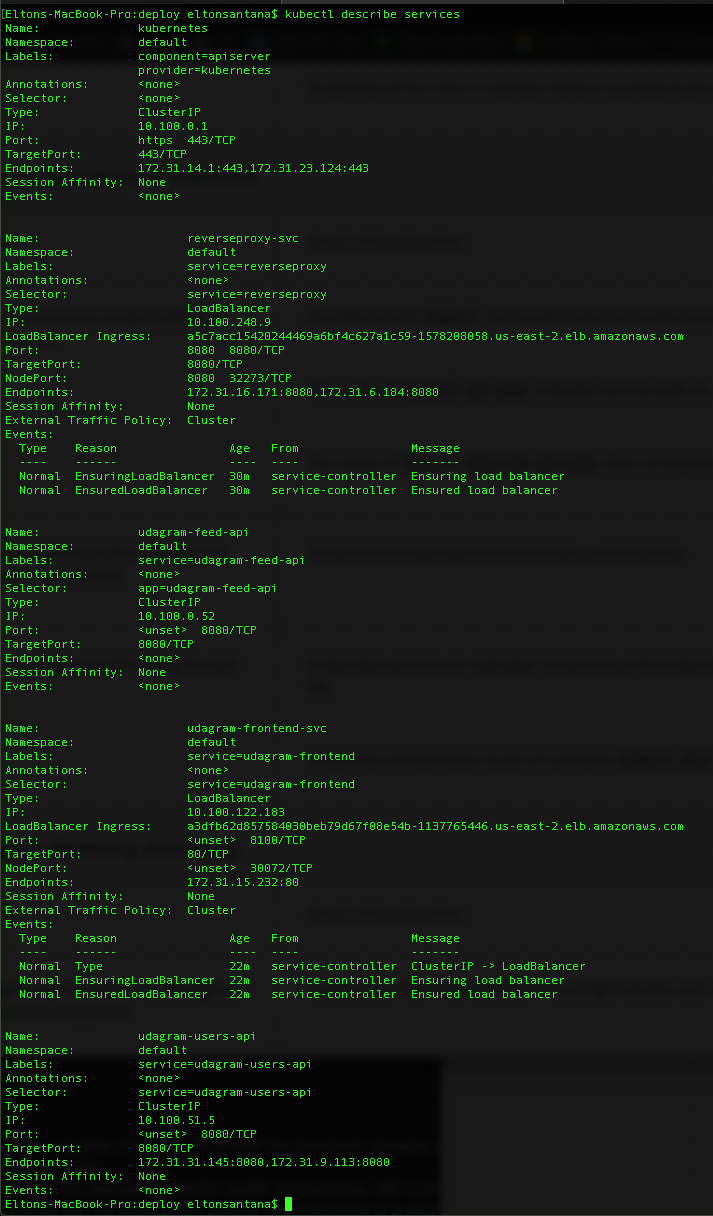 [Eltons-MacBook-Pro:deploy eltonsantana$ kubectl describe services
Name:              kubernetes
Namespace:         default
Labels:            component=apiserver
                   provider=kubernetes
Annotations:       <none>
Selector:          <none>
Type:              ClusterIP
IP:                10.100.0.1
Port:              https  443/TCP
TargetPort:        443/TCP
Endpoints:         172.31.14.1:443,172.31.23.124:443
Session Affinity:  None
Events:            <none>

Name:                     reverseproxy-svc
Namespace:                default
Labels:                   service=reverseproxy
Annotations:              <none>
Selector:                 service=reverseproxy
Type:                     LoadBalancer
IP:                       10.100.248.9
LoadBalancer Ingress:     a5c7acc15420244469a6bf4c627a1c59-1578208058.us-east-2.elb.amazonaws.com
Port:                     8080  8080/TCP
TargetPort:               8080/TCP
NodePort:                 8080  32273/TCP
Endpoints:                172.31.16.171:8080,172.31.6.184:8080
Session Affinity:         None
External Traffic Policy:  Cluster
Events:
  Type    Reason                Age   From                Message
  ----    ------                ----  ----                -------
  Normal  EnsuringLoadBalancer  30m   service-controller  Ensuring load balancer
  Normal  EnsuredLoadBalancer   30m   service-controller  Ensured load balancer

Name:              udagram-feed-api
Namespace:         default
Labels:            service=udagram-feed-api
Annotations:       <none>
Selector:          app=udagram-feed-api
Type:              ClusterIP
IP:                10.100.0.52
Port:              <unset>  8080/TCP
TargetPort:        8080/TCP
Endpoints:         <none>
Session Affinity:  None
Events:            <none>

Name:                     udagram-frontend-svc
Namespace:                default
Labels:                   service=udagram-frontend
Annotations:              <none>
Selector:                 service=udagram-frontend
Type:                     LoadBalancer
IP:                       10.100.122.183
LoadBalancer Ingress:     a3dfb62d857584030beb79d67f08e54b-1137765446.us-east-2.elb.amazonaws.com
Port:                     <unset>  8100/TCP
TargetPort:               80/TCP
NodePort:                 <unset>  30072/TCP
Endpoints:                172.31.15.232:80
Session Affinity:         None
External Traffic Policy:  Cluster
Events:
  Type    Reason                Age   From                Message
  ----    ------                ----  ----                -------
  Normal  Type                  22m   service-controller  ClusterIP -> LoadBalancer
  Normal  EnsuringLoadBalancer  22m   service-controller  Ensuring load balancer
  Normal  EnsuredLoadBalancer   22m   service-controller  Ensured load balancer

Name:              udagram-users-api
Namespace:         default
Labels:            service=udagram-users-api
Annotations:       <none>
Selector:          service=udagram-users-api
Type:              ClusterIP
IP:                10.100.51.5
Port:              <unset>  8080/TCP
TargetPort:        8080/TCP
Endpoints:         172.31.31.145:8080,172.31.9.113:8080
Session Affinity:  None
Events:            <none>
Eltons-MacBook-Pro:deploy eltonsantana$